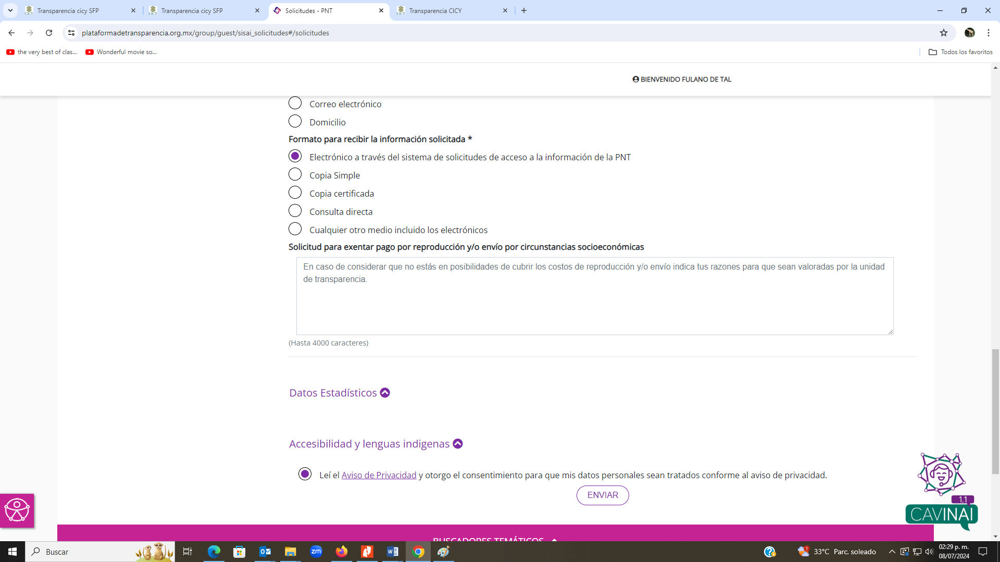 Transparencia cicy SFP
Transparencia cicy SFP
Solicitudes - PNT
Transparencia CICY
plataformadetransparencia.org.mx/group/guest/sisai_solicitudes#/solicitudes
the very best of clas...
Wonderful movie so...
Todos los favoritos
BIENVENIDO FULANO DE TAL
Correo electrónico
Domicilio
Formato para recibir la información solicitada *
Electrónico a través del sistema de solicitudes de acceso a la información de la PNT
Copia Simple
Copia certificada
Consulta directa
Cualquier otro medio incluido los electrónicos
Solicitud para exentar pago por reproducción y/o envío por circunstancias socioeconómicas
En caso de considerar que no estás en posibilidades de cubrir los costos de reproducción y/o envío indica tus razones para que sean valoradas por la unidad
de transparencia.
(Hasta 4000 caracteres)
Datos Estadísticos
Accesibilidad y lenguas indigenas
Leí el Aviso de Privacidad y otorgo el consentimiento para que mis datos personales sean tratados conforme al aviso de privacidad.
ENVIAR
1.1
CAVINAI
BUSCADORES TEMÁTICOS
Buscar
zm
1
33°C Parc. soleado
02:29 p. m.
08/07/2024